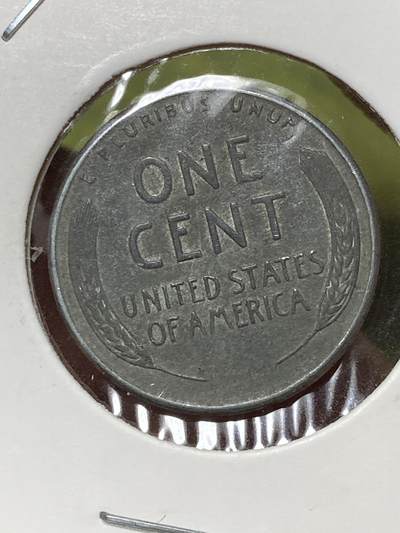 E PLURIBUS UNUM
ONE
CENT
UNITED STATES
OF AMERICA